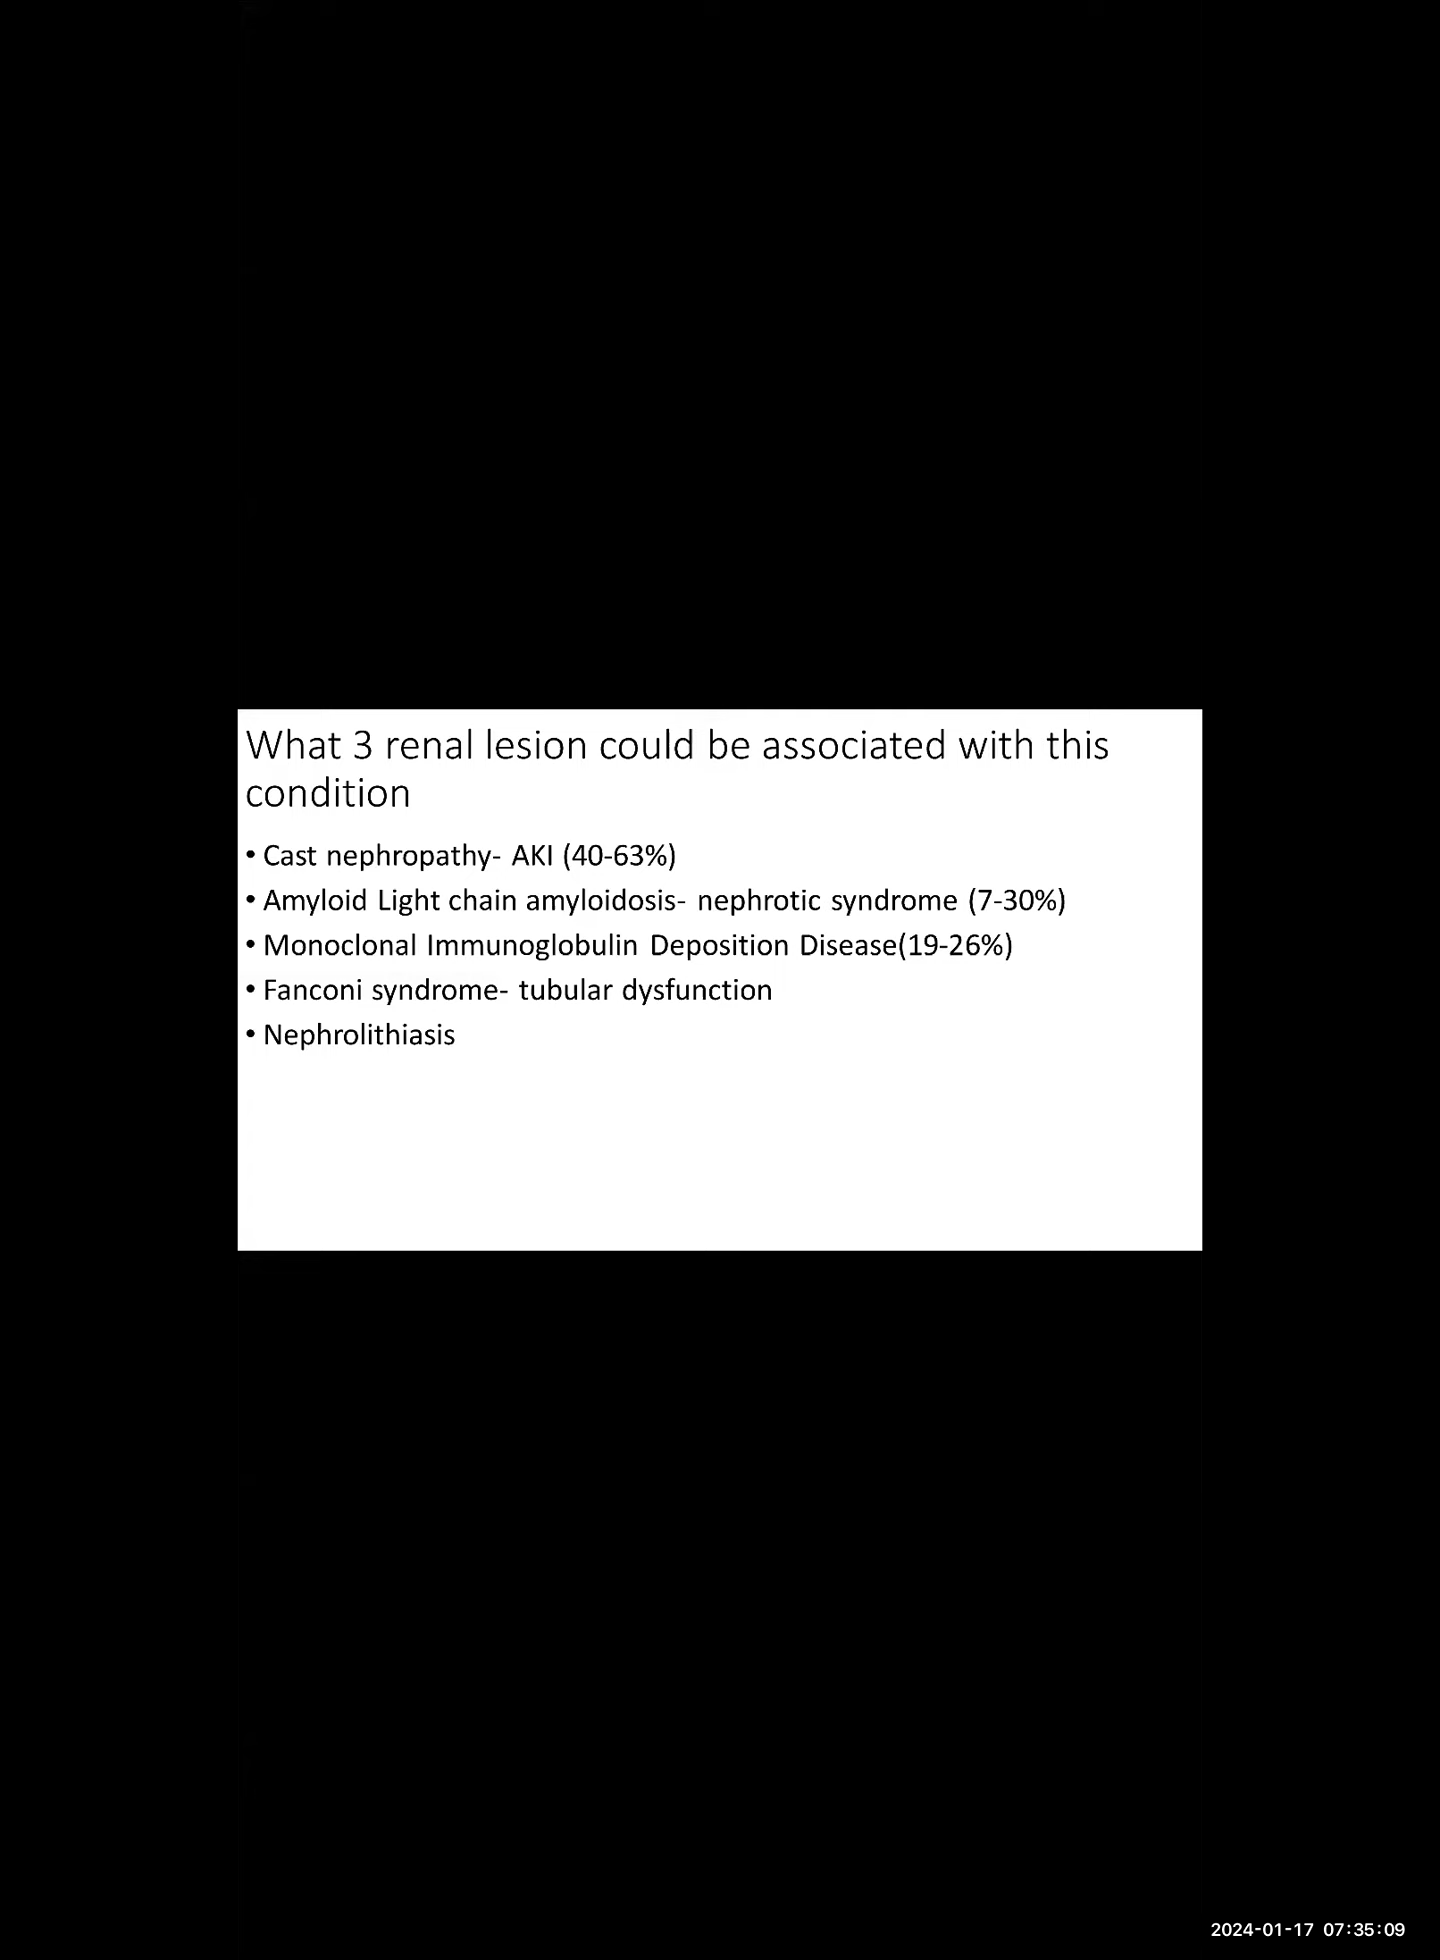 What 3 renal lesion could be associated with this
condition
• Cast nephropathy- AKI (40-63%)
• Amyloid Light chain amyloidosis- nephrotic syndrome (7-30%)
• Monoclonal Immunoglobulin Deposition Disease(19-26%)
• Fanconi syndrome- tubular dysfunction
• Nephrolithiasis
2024-01-17 07:35:09